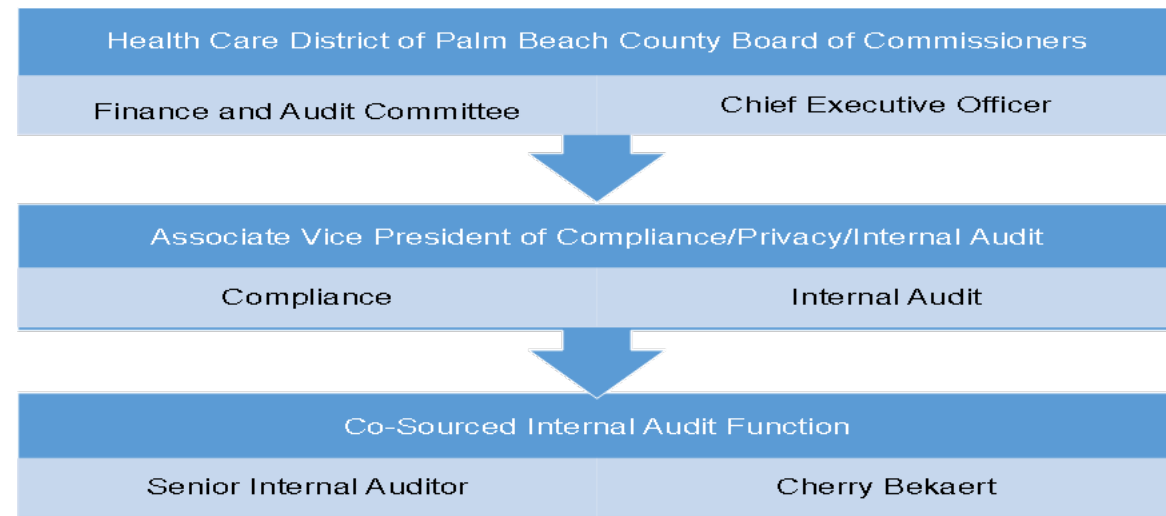 Health Care District of Palm Beach County Board of Commissioners
Finance and Audit Committee
Chief Executive Officer
Associate Vice President of Compliance/Privacy/Internal Audit
Compliance
Internal Audit
Co-Sourced Internal Audit Function
Senior Internal Auditor
Cherry Bekaert